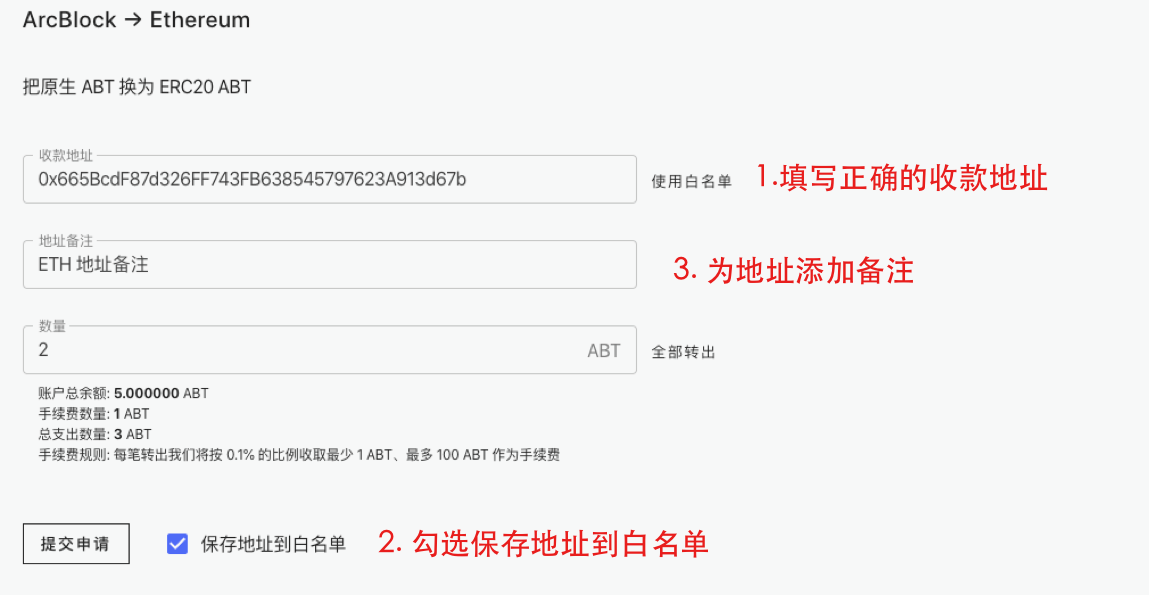 ArcBlock → Ethereum
把原生 ABT 换为 ERC20 ABT
收款地址
0x665BcdF87d326FF743FB638545797623A913d67b
使用白名单
1.填写正确的收款地址
地址备注
ETH 地址备注
3. 为地址添加备注
数量
2 ABT
全部转出
账户总余额: 5.000000 ABT
手续费数量: 1 ABT
总支出数量: 3 ABT
手续费规则: 每笔转出我们将按 0.1% 的比例收取最少 1 ABT、最多 100 ABT 作为手续费
提交申请
保存地址到白名单
2. 勾选保存地址到白名单